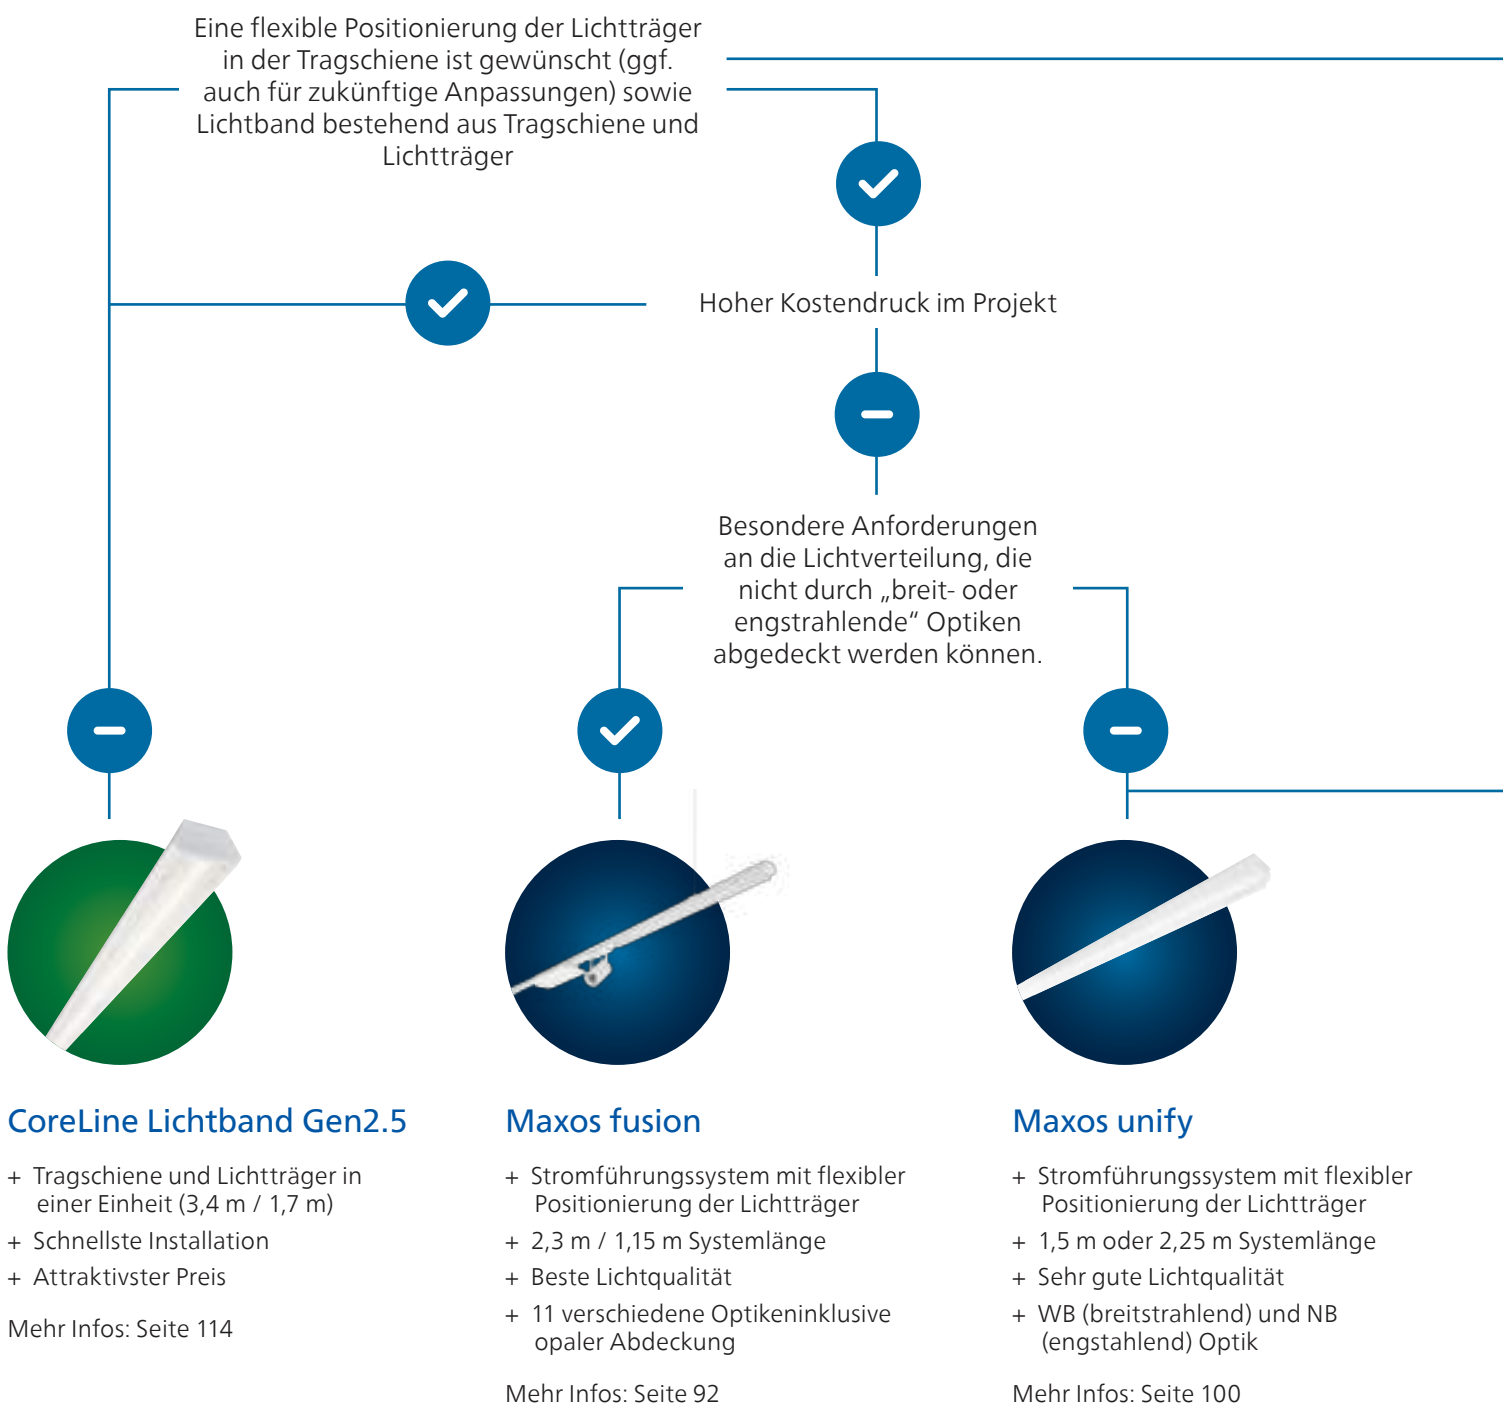 Eine flexible Positionierung der Lichtträger
in der Tragschiene ist gewünscht (ggf.
auch für zukünftige Anpassungen) sowie
Lichtband bestehend aus Tragschiene und
Lichtträger
Hoher Kostendruck im Projekt
Besondere Anforderungen
an die Lichtverteilung, die
nicht durch „breit- oder
engstrahlende“ Optiken
abgedeckt werden können.
CoreLine Lichtband Gen2.5
+ Tragschiene und Lichtträger in
einer Einheit (3,4 m / 1,7 m)
+ Schnellste Installation
+ Attraktivster Preis
Mehr Infos: Seite 114
Maxos fusion
+ Stromführungssystem mit flexibler
Positionierung der Lichtträger
+ 2,3 m / 1,15 m Systemlänge
+ Beste Lichtqualität
+ 11 verschiedene Optikeninklusive
opaler Abdeckung
Mehr Infos: Seite 92
Maxos unify
+ Stromführungssystem mit flexibler
Positionierung der Lichtträger
+ 1,5 m oder 2,25 m Systemlänge
+ Sehr gute Lichtqualität
+ WB (breitstrahlend) und NB
(engstahlend) Optik
Mehr Infos: Seite 100